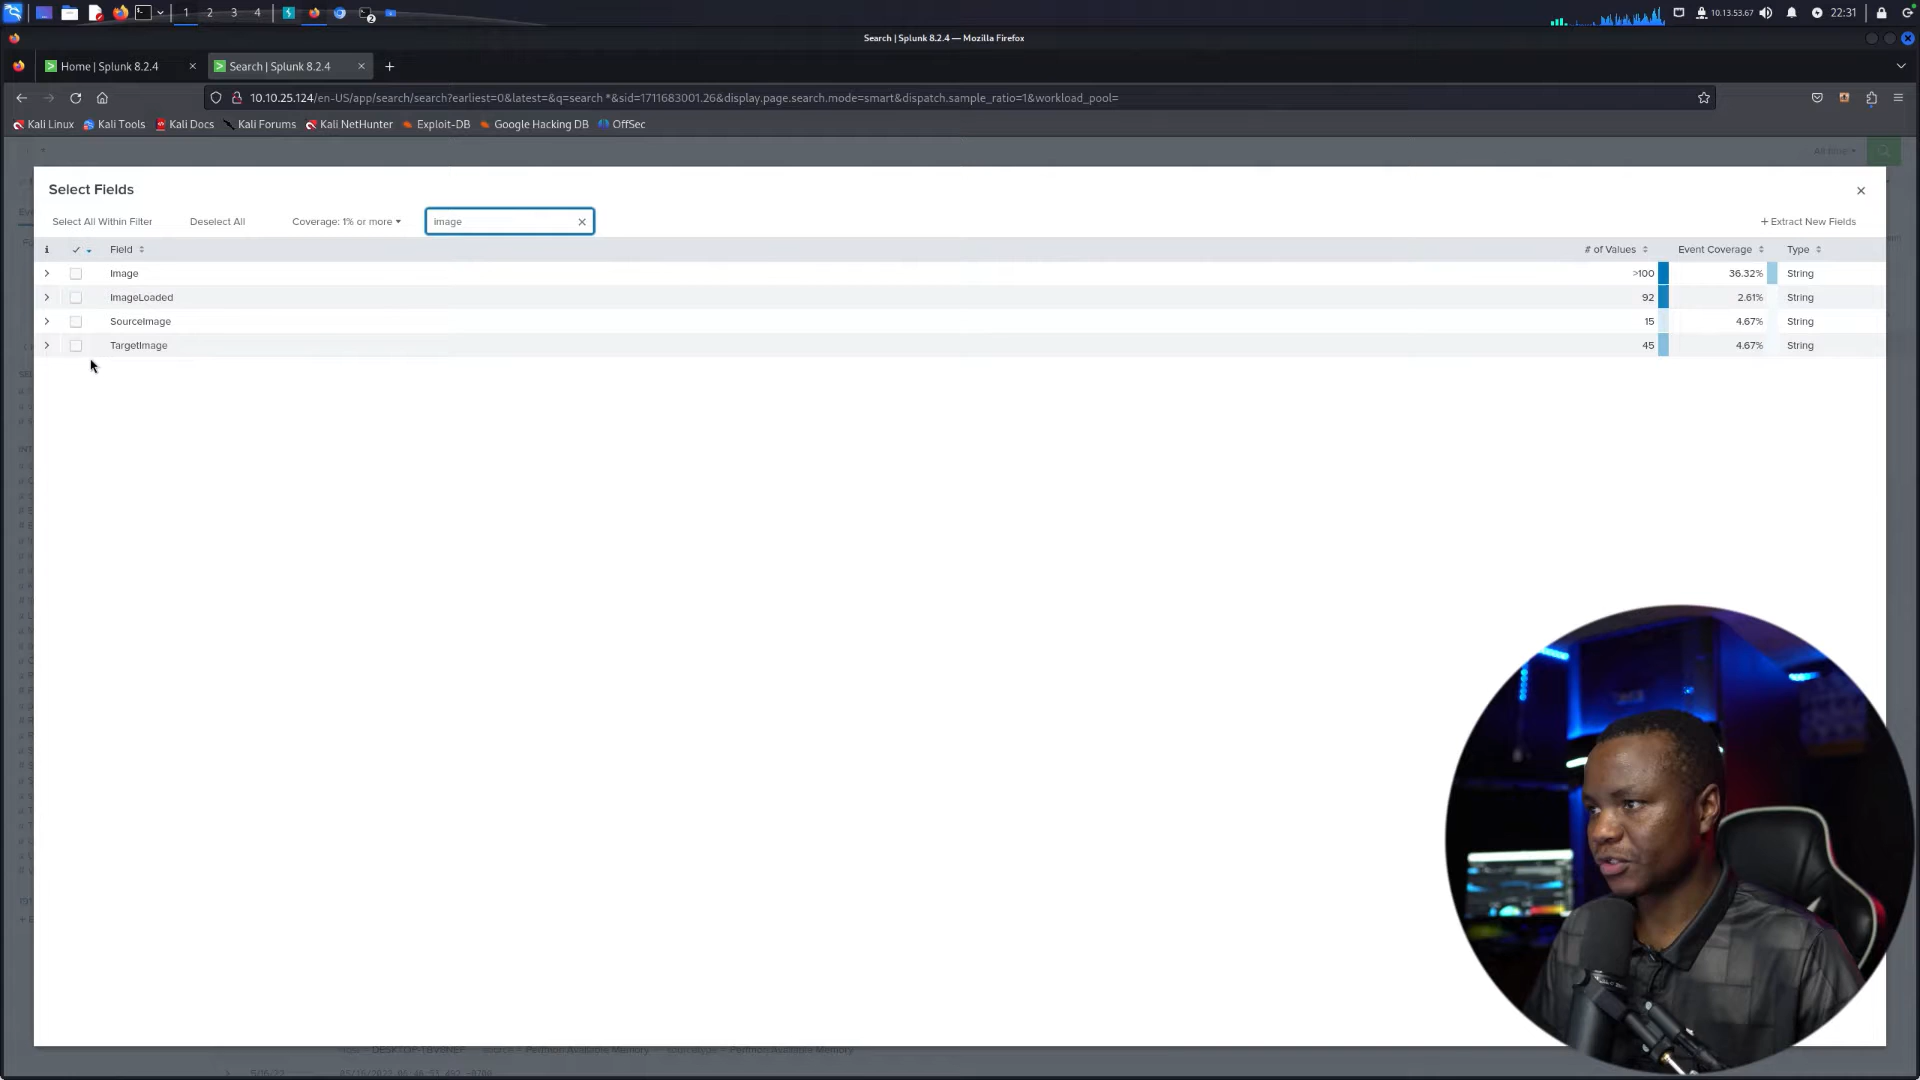 1 2 3 4 2 10.13.53.67 22:31
Search | Splunk 8.2.4 — Mozilla Firefox
Home | Splunk 8.2.4 Search | Splunk 8.2.4
10.10.25.124/en-US/app/search/search?earliest=0&latest=&q=search *&sid=1711683001.26&display.page.search.mode=smart&dispatch.sample_ratio=1&workload_pool=
Kali Linux Kali Tools Kali Docs Kali Forums Kali NetHunter Exploit-DB Google Hacking DB OffSec
All time
Select Fields
Select All Within Filter Deselect All Coverage: 1% or more image + Extract New Fields
i Field # of Values Event Coverage Type
Image >100 36.32% String
ImageLoaded 92 2.61% String
SourceImage 15 4.67% String
TargetImage 45 4.67% String